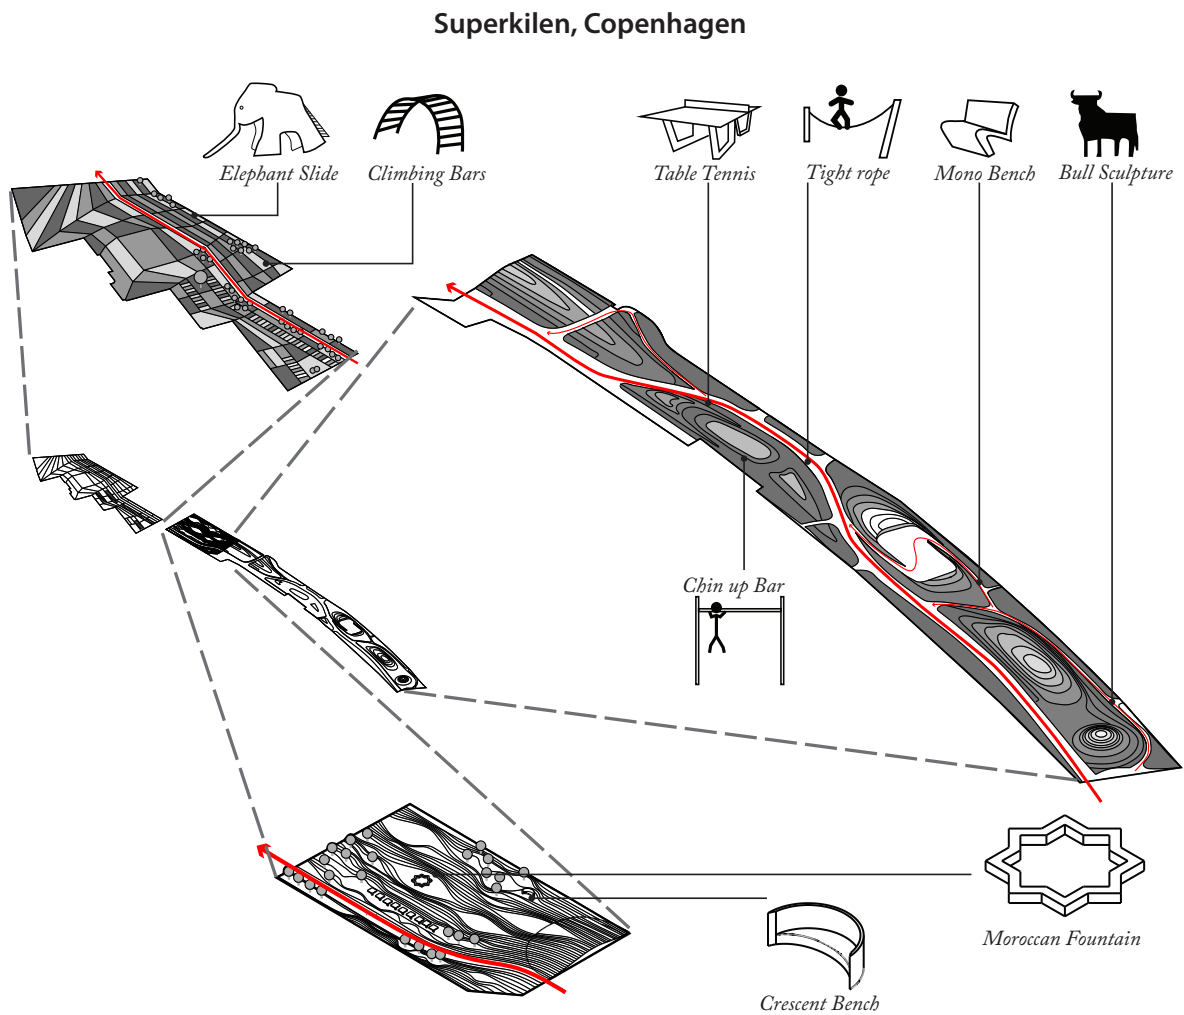 Superkilen, Copenhagen
Elephant Slide
Climbing Bars
Table Tennis
Tight rope
Mono Bench
Bull Sculpture
Chin up Bar
Moroccan Fountain
Crescent Bench